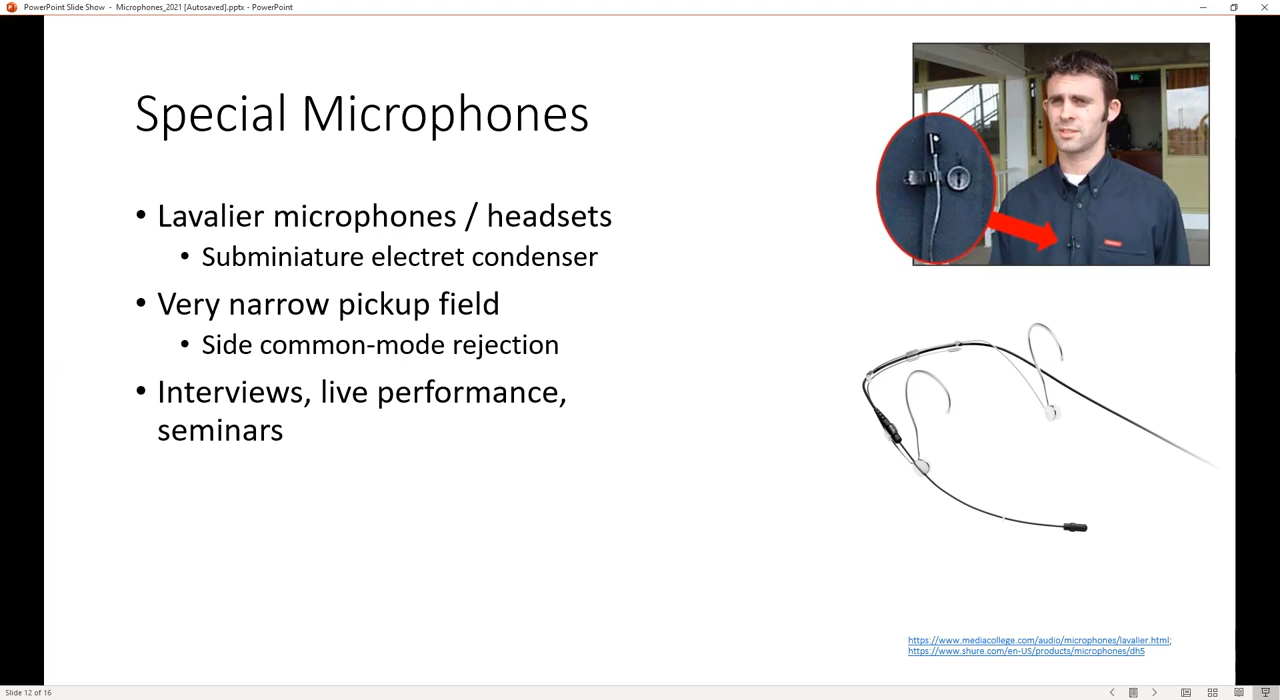 PowerPoint Slide Show - Microphones_2021 [Autosaved].pptx - PowerPoint
Special Microphones
• Lavalier microphones / headsets
• Subminiature electret condenser
• Very narrow pickup field
• Side common-mode rejection
• Interviews, live performance,
seminars
https://www.mediacollege.com/audio/microphones/lavalier.html;
https://www.shure.com/en-US/products/microphones/dh5
Slide 12 of 16